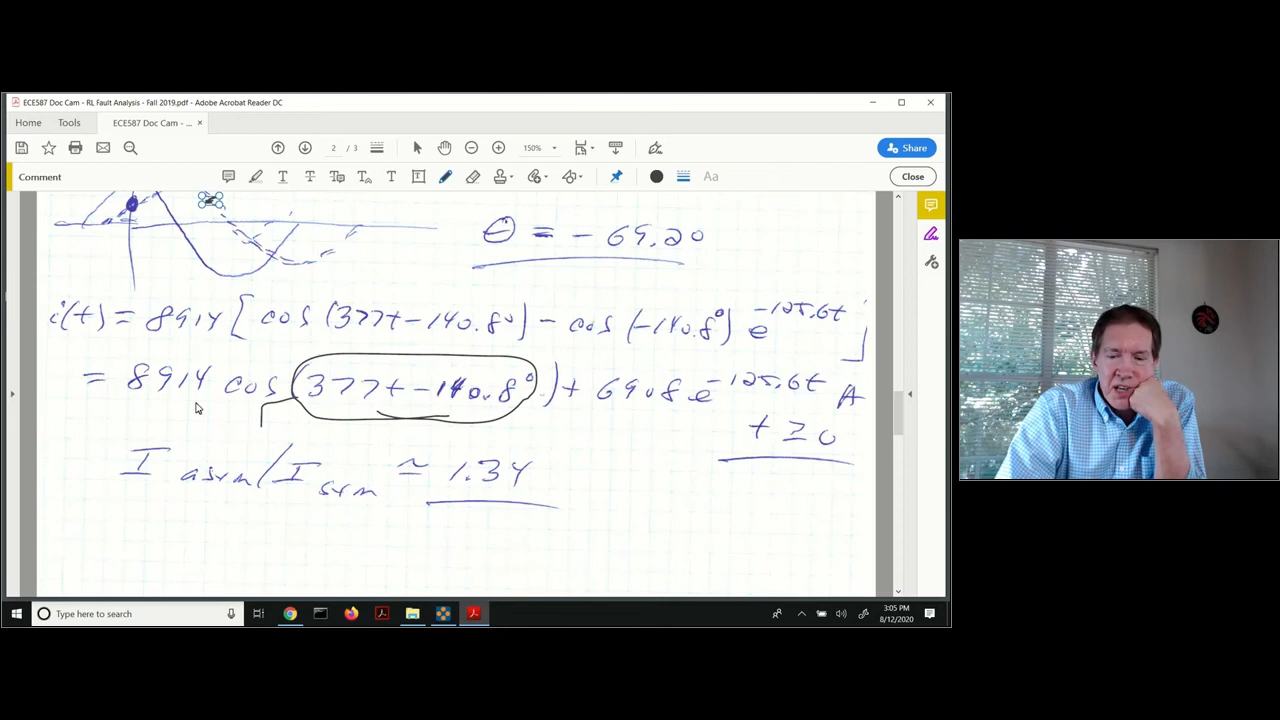 ECE587 Doc Cam - RL Fault Analysis - Fall 2019.pdf - Adobe Acrobat Reader DC
Home Tools ECE587 Doc Cam - ... ×
2 / 3 150% Share
Comment Aa Close
θ = -69.20
i(t) = 8914 [ cos (377t - 140.8°) - cos (-140.8°) e^-125.6t ]
= 8914 cos (377t - 140.8°) + 6908 e^-125.6t A
t ≥ 0
I asym/I sym ≈ 1.34
Type here to search 3:05 PM
8/12/2020